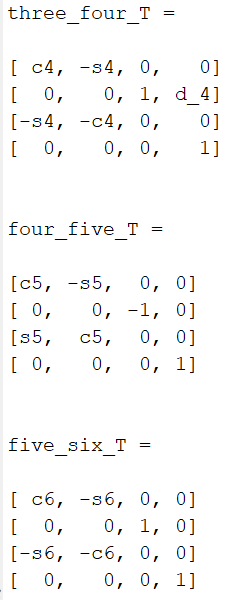 three_four_T =
[ c4, -s4, 0,   0]
[  0,   0, 1, d_4]
[-s4, -c4, 0,   0]
[  0,   0, 0,   1]
four_five_T =
[c5, -s5,  0, 0]
[ 0,   0, -1, 0]
[s5,  c5,  0, 0]
[ 0,   0,  0, 1]
five_six_T =
[ c6, -s6, 0, 0]
[  0,   0, 1, 0]
[-s6, -c6, 0, 0]
[  0,   0, 0, 1]